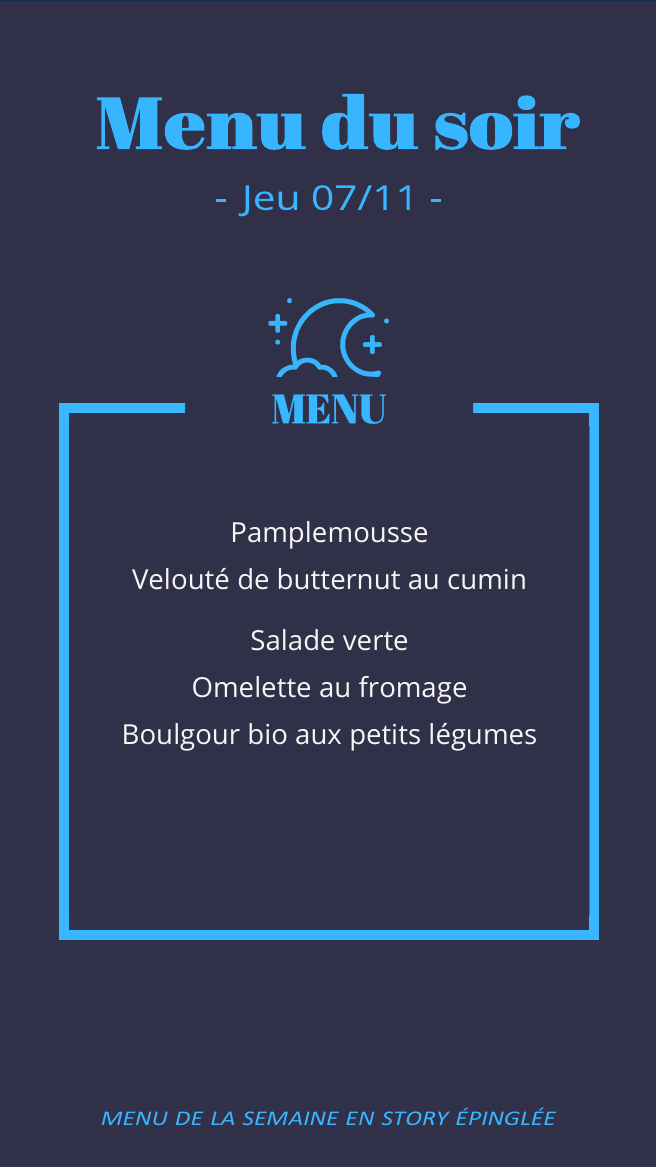 Menu du soir
- Jeu 07/11 -
MENU
Pamplemousse
Velouté de butternut au cumin
Salade verte
Omelette au fromage
Boulgour bio aux petits légumes
MENU DE LA SEMAINE EN STORY ÉPINGLÉE